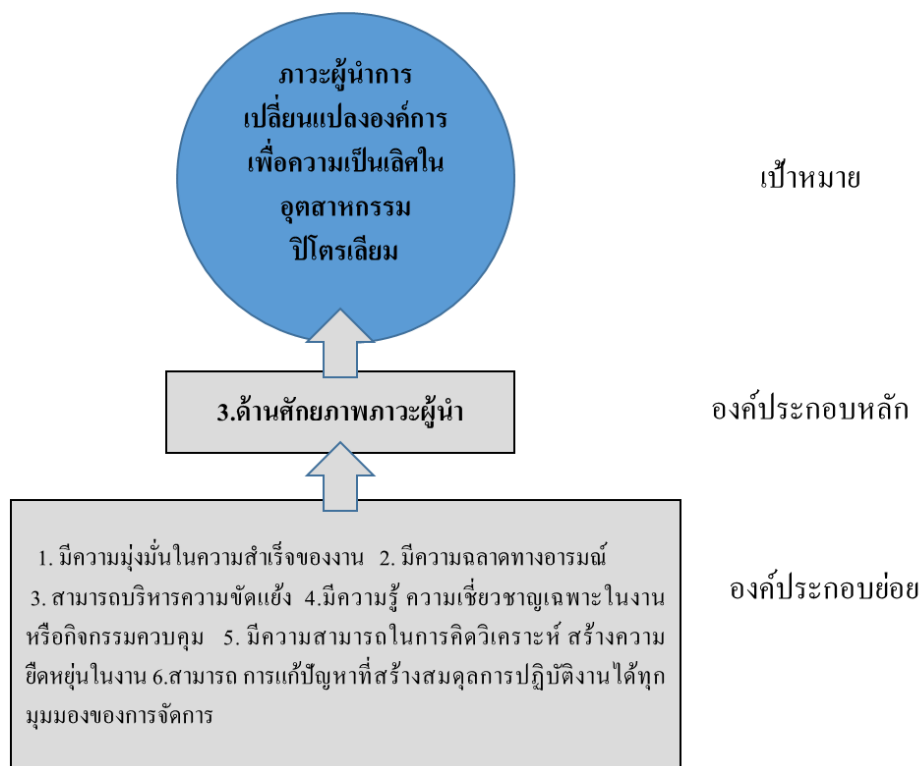 ภาวะผู้นำการ
เปลี่ยนแปลงองค์การ
เพื่อความเป็นเลิศใน
อุตสาหกรรม
ปิโตรเลียม
เป้าหมาย
3.ด้านศักยภาพภาวะผู้นำ
องค์ประกอบหลัก
1. มีความมุ่งมั่นในความสำเร็จของงาน 2. มีความฉลาดทางอารมณ์
3. สามารถบริหารความขัดแย้ง 4.มีความรู้ ความเชี่ยวชาญเฉพาะในงาน
หรือกิจกรรมควบคุม 5. มีความสามารถในการคิดวิเคราะห์ สร้างความ
ยืดหยุ่นในงาน 6.สามารถ การแก้ปัญหาที่สร้างสมดุลการปฏิบัติงานได้ทุก
มุมมองของการจัดการ
องค์ประกอบย่อย